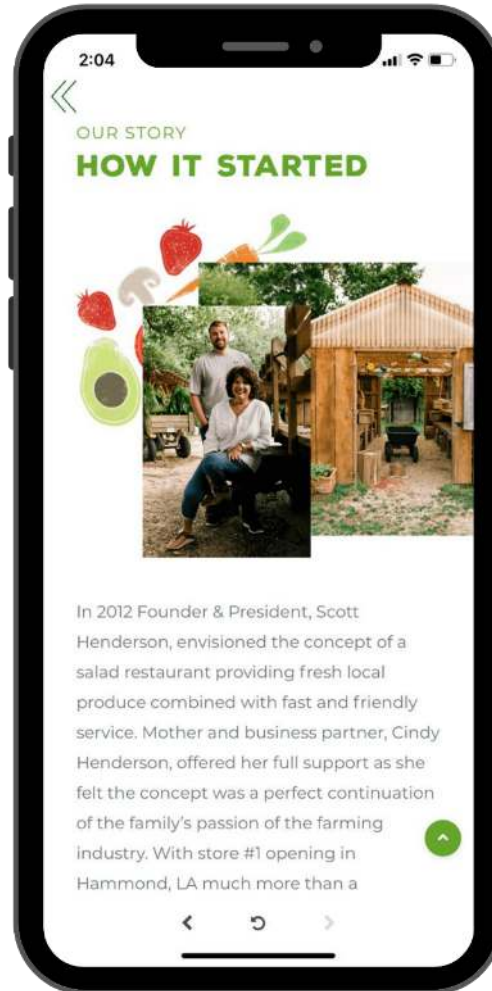 2:04
OUR STORY
HOW IT STARTED
In 2012 Founder & President, Scott
Henderson, envisioned the concept of a
salad restaurant providing fresh local
produce combined with fast and friendly
service. Mother and business partner, Cindy
Henderson, offered her full support as she
felt the concept was a perfect continuation
of the family’s passion of the farming
industry. With store #1 opening in
Hammond, LA much more than a